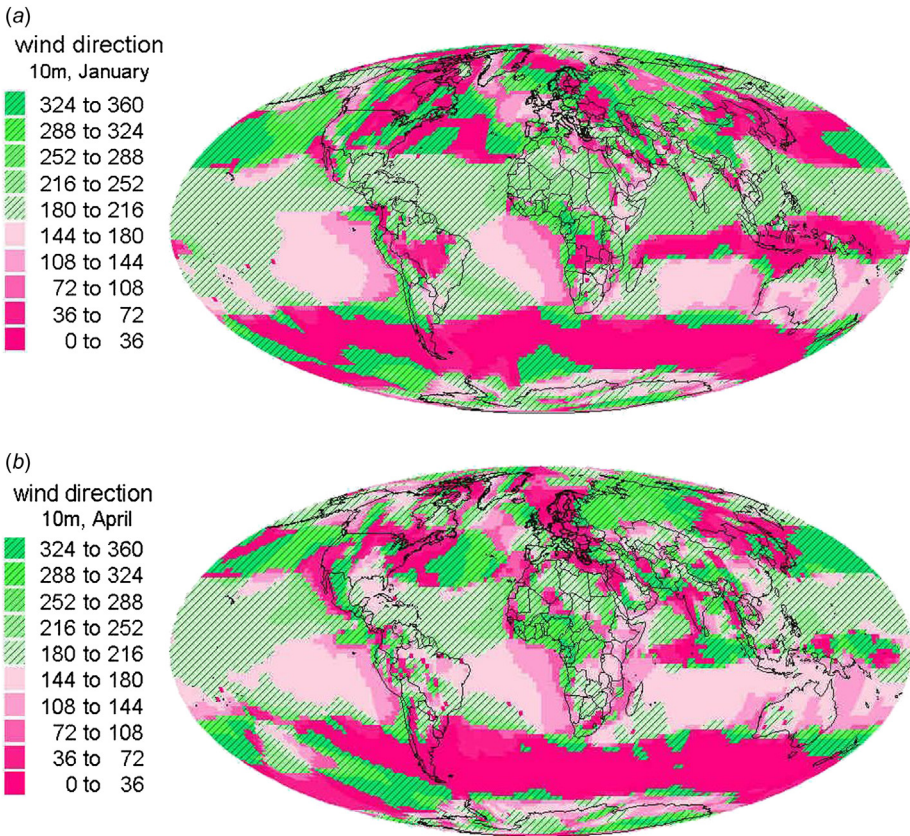 (a)
wind direction
10m, January
324 to 360
288 to 324
252 to 288
216 to 252
180 to 216
144 to 180
108 to 144
72 to 108
36 to 72
0 to 36
(b)
wind direction
10m, April
324 to 360
288 to 324
252 to 288
216 to 252
180 to 216
144 to 180
108 to 144
72 to 108
36 to 72
0 to 36